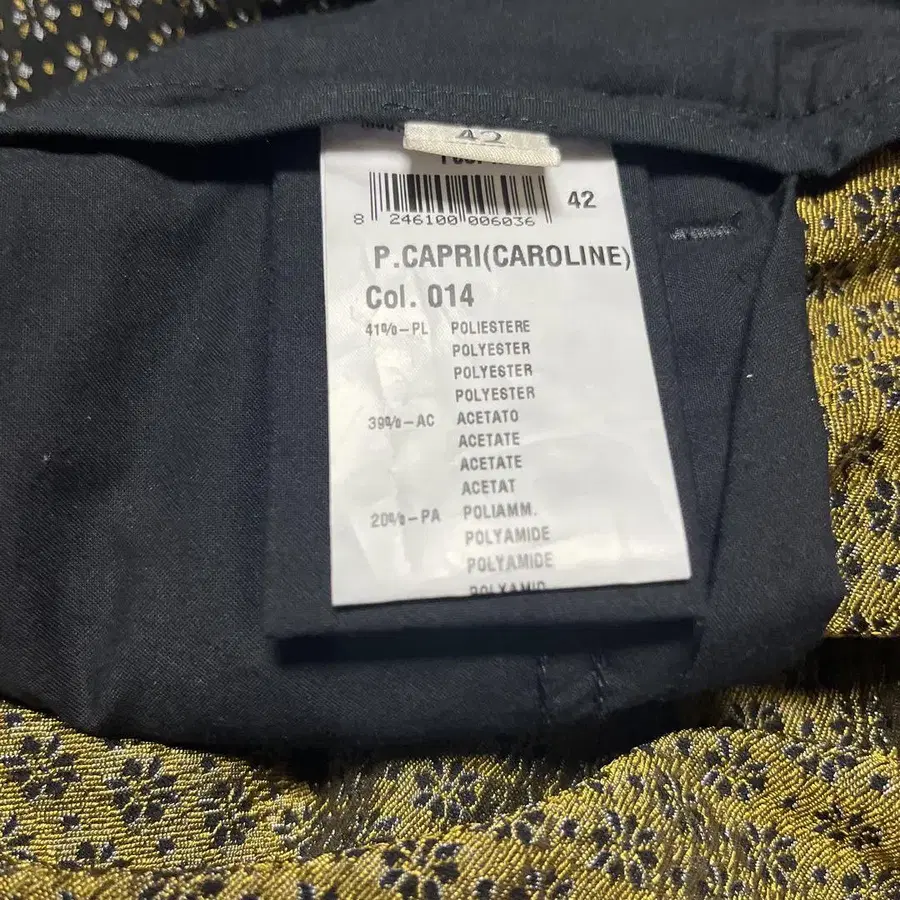 42
42
8 246100 006036
P.CAPRI(CAROLINE)
Col. 014
41%-PL POLIESTERE
POLYESTER
POLYESTER
POLYESTER
39%-AC ACETATO
ACETATE
ACETATE
ACETAT
20%-PA POLIAMM.
POLYAMIDE
POLYAMIDE
POLYAMID